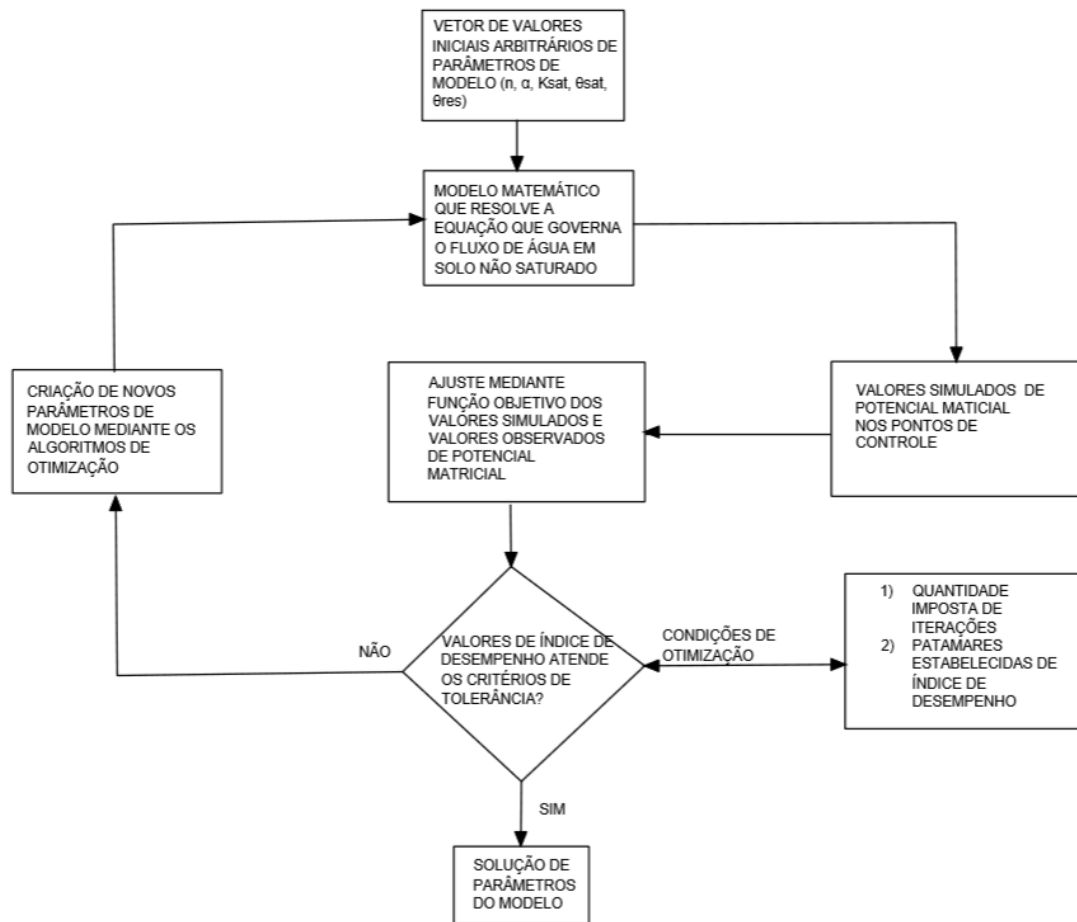 VETOR DE VALORES
INICIAIS ARBITRÁRIOS DE
PARÂMETROS DE
MODELO (n, α, Ksat, θsat,
θres)
MODELO MATEMÁTICO
QUE RESOLVE A
EQUAÇÃO QUE GOVERNA
O FLUXO DE ÁGUA EM
SOLO NÃO SATURADO
CRIAÇÃO DE NOVOS
PARÂMETROS DE
MODELO MEDIANTE OS
ALGORITMOS DE
OTIMIZAÇÃO
AJUSTE MEDIANTE
FUNÇÃO OBJETIVO DOS
VALORES SIMULADOS E
VALORES OBSERVADOS
DE POTENCIAL
MATRICIAL
VALORES SIMULADOS DE
POTENCIAL MATICIAL
NOS PONTOS DE
CONTROLE
NÃO
VALORES DE ÍNDICE DE
DESEMPENHO ATENDE
OS CRITÉRIOS DE
TOLERÂNCIA?
CONDIÇÕES DE
OTIMIZAÇÃO
1) QUANTIDADE
IMPOSTA DE
ITERAÇÕES
2) PATAMARES
ESTABELECIDAS DE
ÍNDICE DE
DESEMPENHO
SIM
SOLUÇÃO DE
PARÂMETROS
DO MODELO